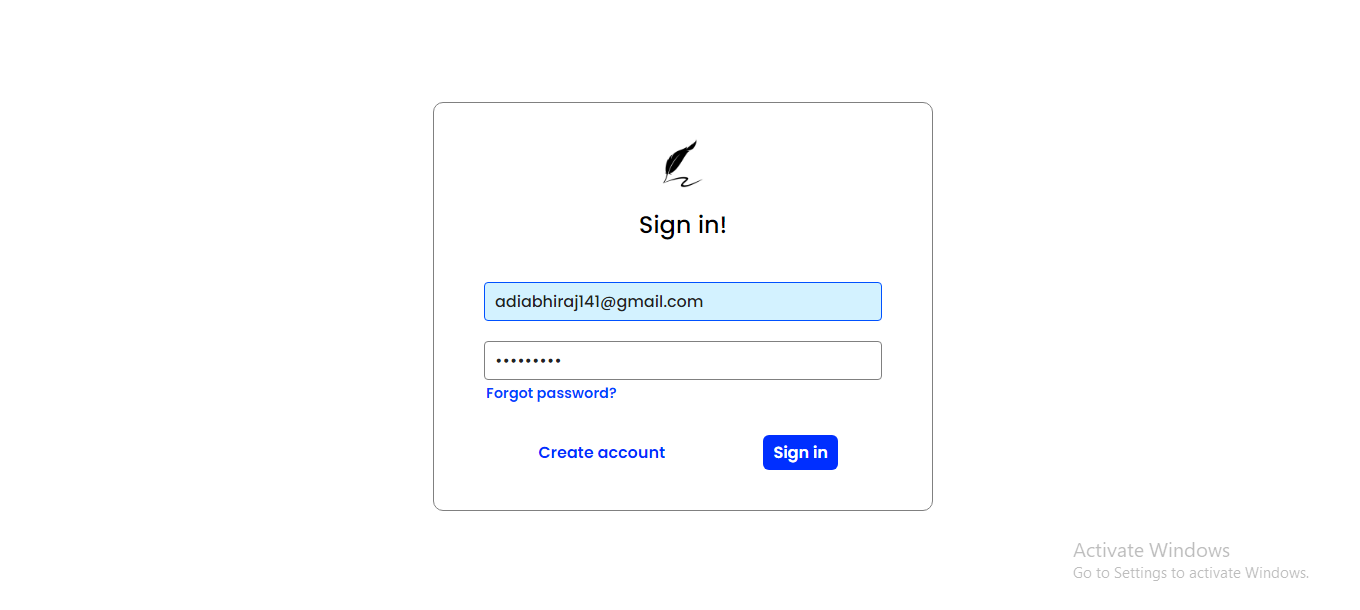 Sign in!
adiabhiraj141@gmail.com
•••••••••
Forgot password?
Create account
Sign in
Activate Windows
Go to Settings to activate Windows.